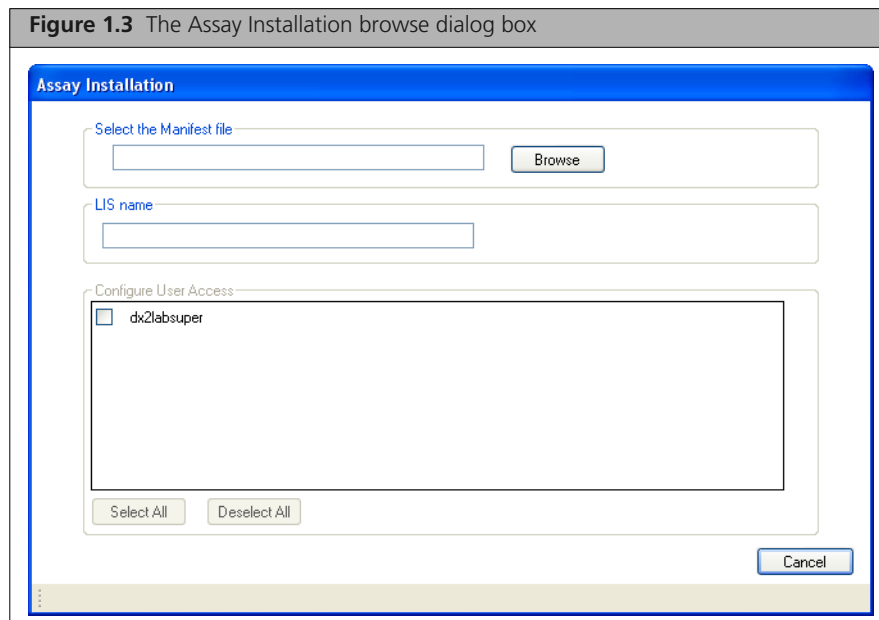 Figure 1.3 The Assay Installation browse dialog box
Assay Installation
Select the Manifest file
Browse
LIS name
Configure User Access
dx2labsuper
Select All
Deselect All
Cancel